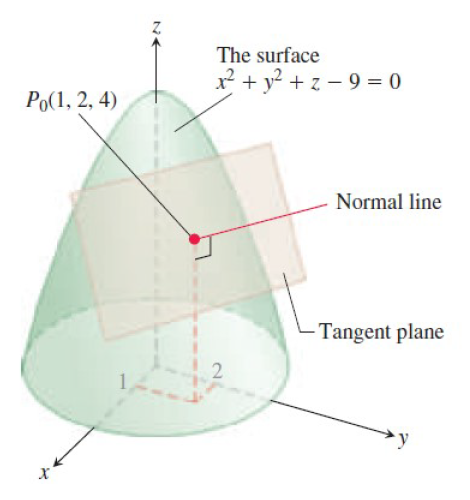 z
The surface
x² + y² + z − 9 = 0
P₀(1, 2, 4)
Normal line
Tangent plane
1
2
y
x